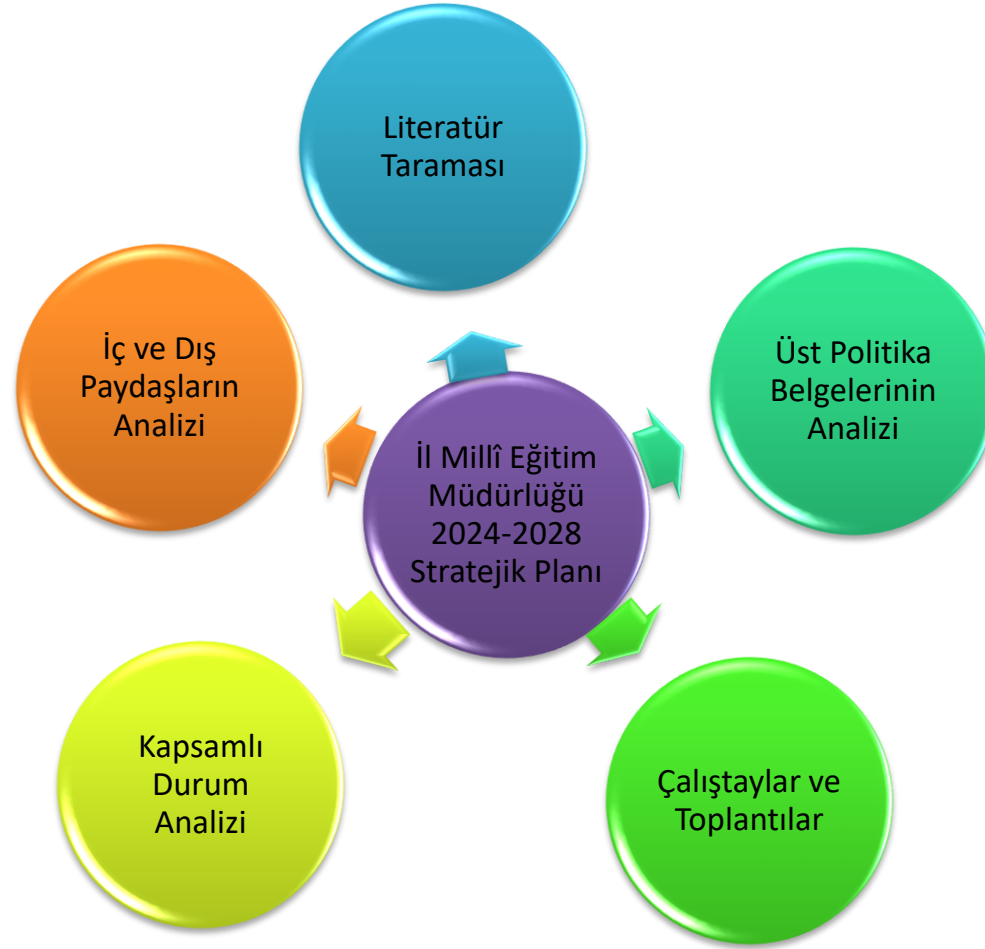 Literatür
Taraması
İç ve Dış
Paydaşların
Analizi
Üst Politika
Belgelerinin
Analizi
İl Millî Eğitim
Müdürlüğü
2024-2028
Stratejik Planı
Kapsamlı
Durum
Analizi
Çalıştaylar ve
Toplantılar